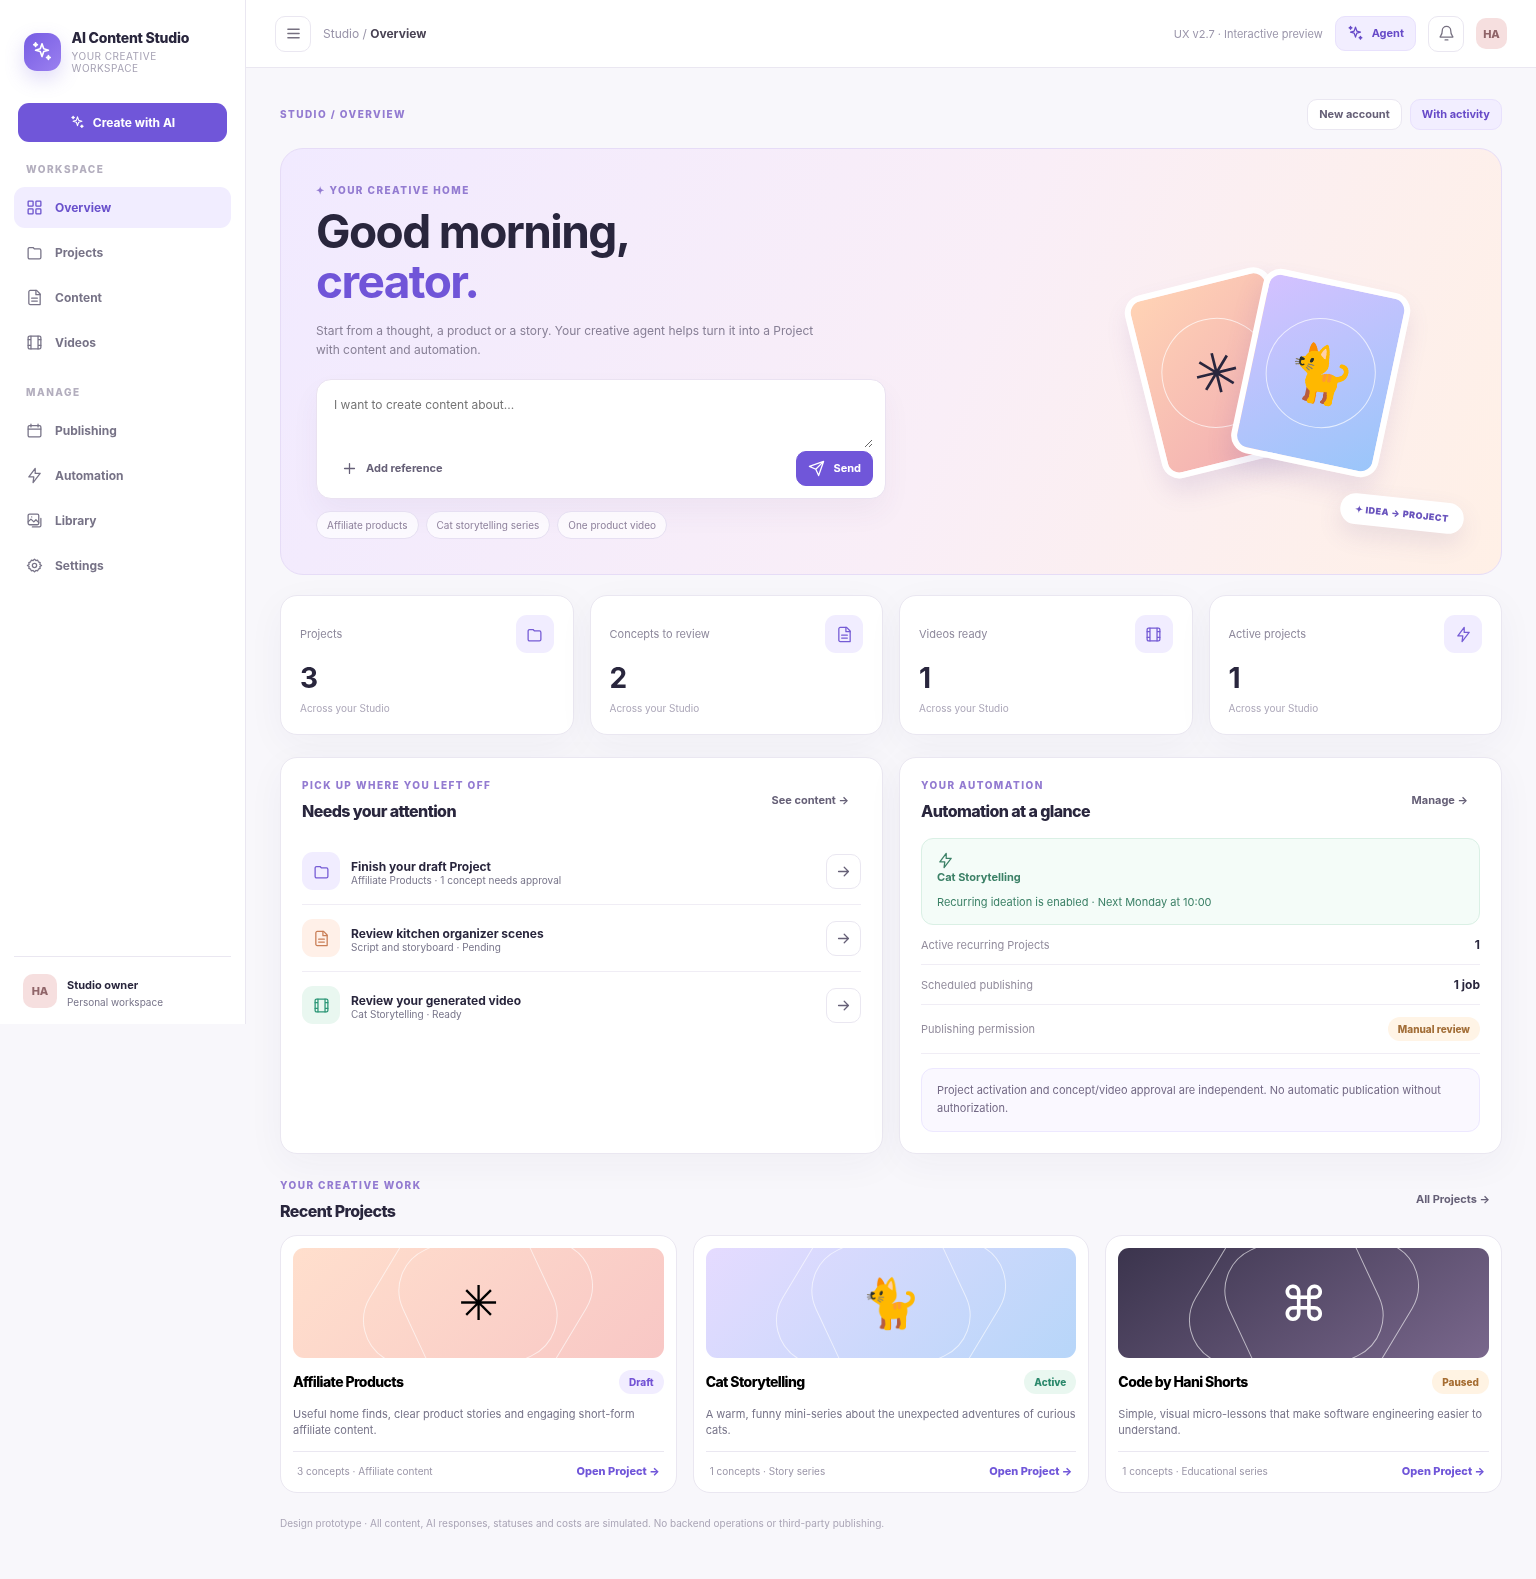 AI Content Studio
YOUR CREATIVE
WORKSPACE
Create with AI
WORKSPACE
Overview
Projects
Content
Videos
MANAGE
Publishing
Automation
Library
Settings
HA
Studio owner
Personal workspace
Studio / Overview
UX v2.7 · Interactive preview
Agent
HA
STUDIO / OVERVIEW
New account
With activity
✦ YOUR CREATIVE HOME
Good morning,
creator.
Start from a thought, a product or a story. Your creative agent helps turn it into a Project
with content and automation.
I want to create content about...
Add reference
Send
Affiliate products
Cat storytelling series
One product video
✦ IDEA → PROJECT
Projects
3
Across your Studio
Concepts to review
2
Across your Studio
Videos ready
1
Across your Studio
Active projects
1
Across your Studio
PICK UP WHERE YOU LEFT OFF
Needs your attention
See content →
Finish your draft Project
Affiliate Products · 1 concept needs approval
Review kitchen organizer scenes
Script and storyboard · Pending
Review your generated video
Cat Storytelling · Ready
YOUR AUTOMATION
Automation at a glance
Manage →
Cat Storytelling
Recurring ideation is enabled · Next Monday at 10:00
Active recurring Projects
1
Scheduled publishing
1 job
Publishing permission
Manual review
Project activation and concept/video approval are independent. No automatic publication without
authorization.
YOUR CREATIVE WORK
Recent Projects
All Projects →
Affiliate Products
Draft
Useful home finds, clear product stories and engaging short-form
affiliate content.
3 concepts · Affiliate content
Open Project →
Cat Storytelling
Active
A warm, funny mini-series about the unexpected adventures of curious
cats.
1 concepts · Story series
Open Project →
Code by Hani Shorts
Paused
Simple, visual micro-lessons that make software engineering easier to
understand.
1 concepts · Educational series
Open Project →
Design prototype · All content, AI responses, statuses and costs are simulated. No backend operations or third-party publishing.